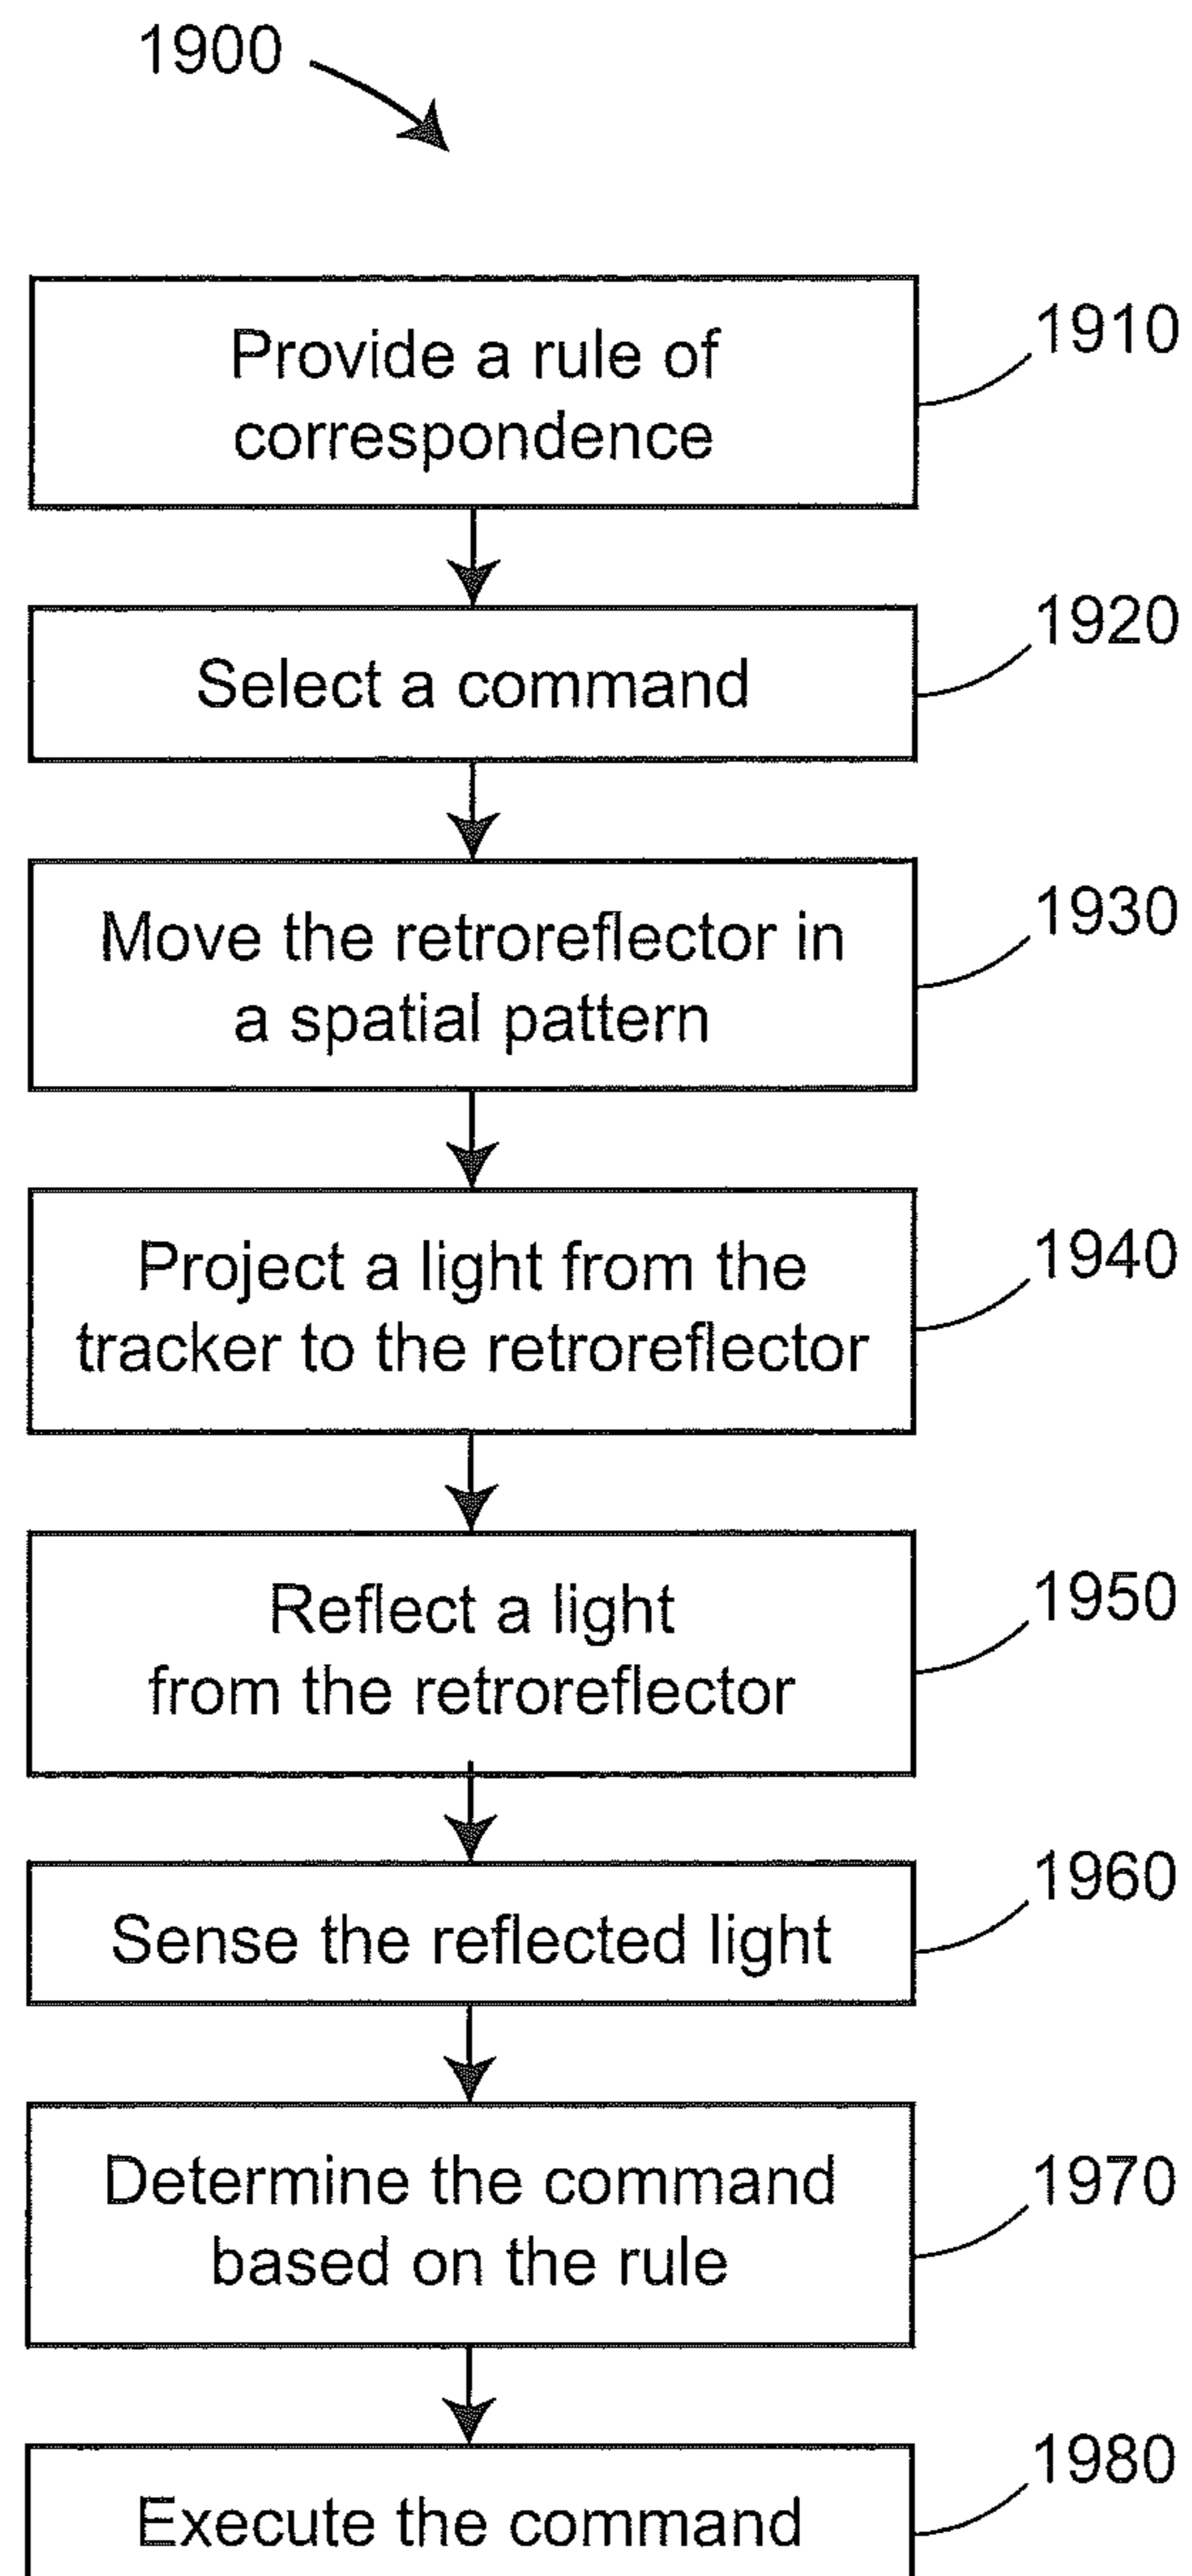 1900
Provide a rule of
correspondence
1910
Select a command
1920
Move the retroreflector in
a spatial pattern
1930
Project a light from the
tracker to the retroreflector
1940
Reflect a light
from the retroreflector
1950
Sense the reflected light
1960
Determine the command
based on the rule
1970
Execute the command
1980